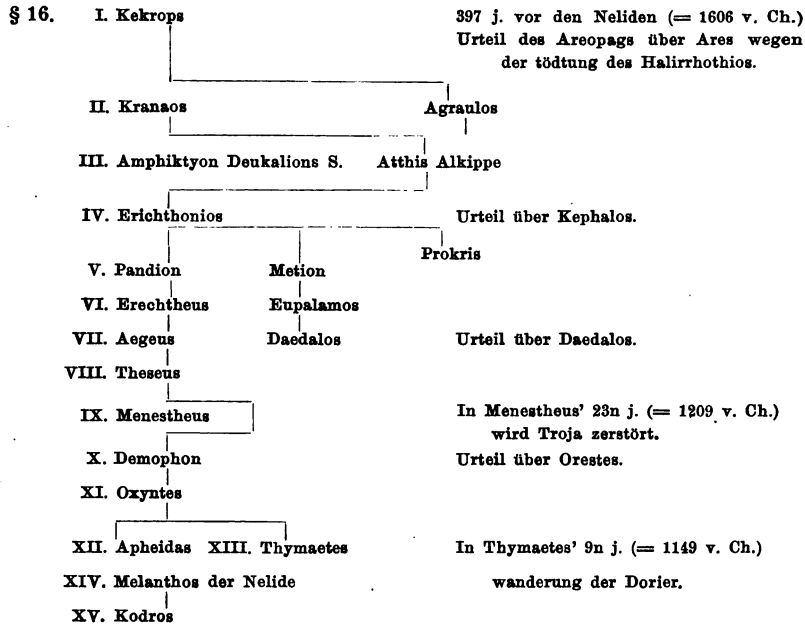 § 16. I. Kekrops 397 j. vor den Neliden (= 1606 v. Ch.)
Urteil des Areopags über Ares wegen
der tödtung des Halirrhothios.
II. Kranaos Agraulos
III. Amphiktyon Deukalions S. Atthis Alkippe
IV. Erichthonios Urteil über Kephalos.
Prokris
V. Pandion Metion
VI. Erechtheus Eupalamos
VII. Aegeus Daedalos Urteil über Daedalos.
VIII. Theseus
IX. Menestheus In Menestheus' 23n j. (= 1209 v. Ch.)
wird Troja zerstört.
X. Demophon Urteil über Orestes.
XI. Oxyntes
XII. Apheidas XIII. Thymaetes In Thymaetes' 9n j. (= 1149 v. Ch.)
XIV. Melanthos der Nelide wanderung der Dorier.
XV. Kodros